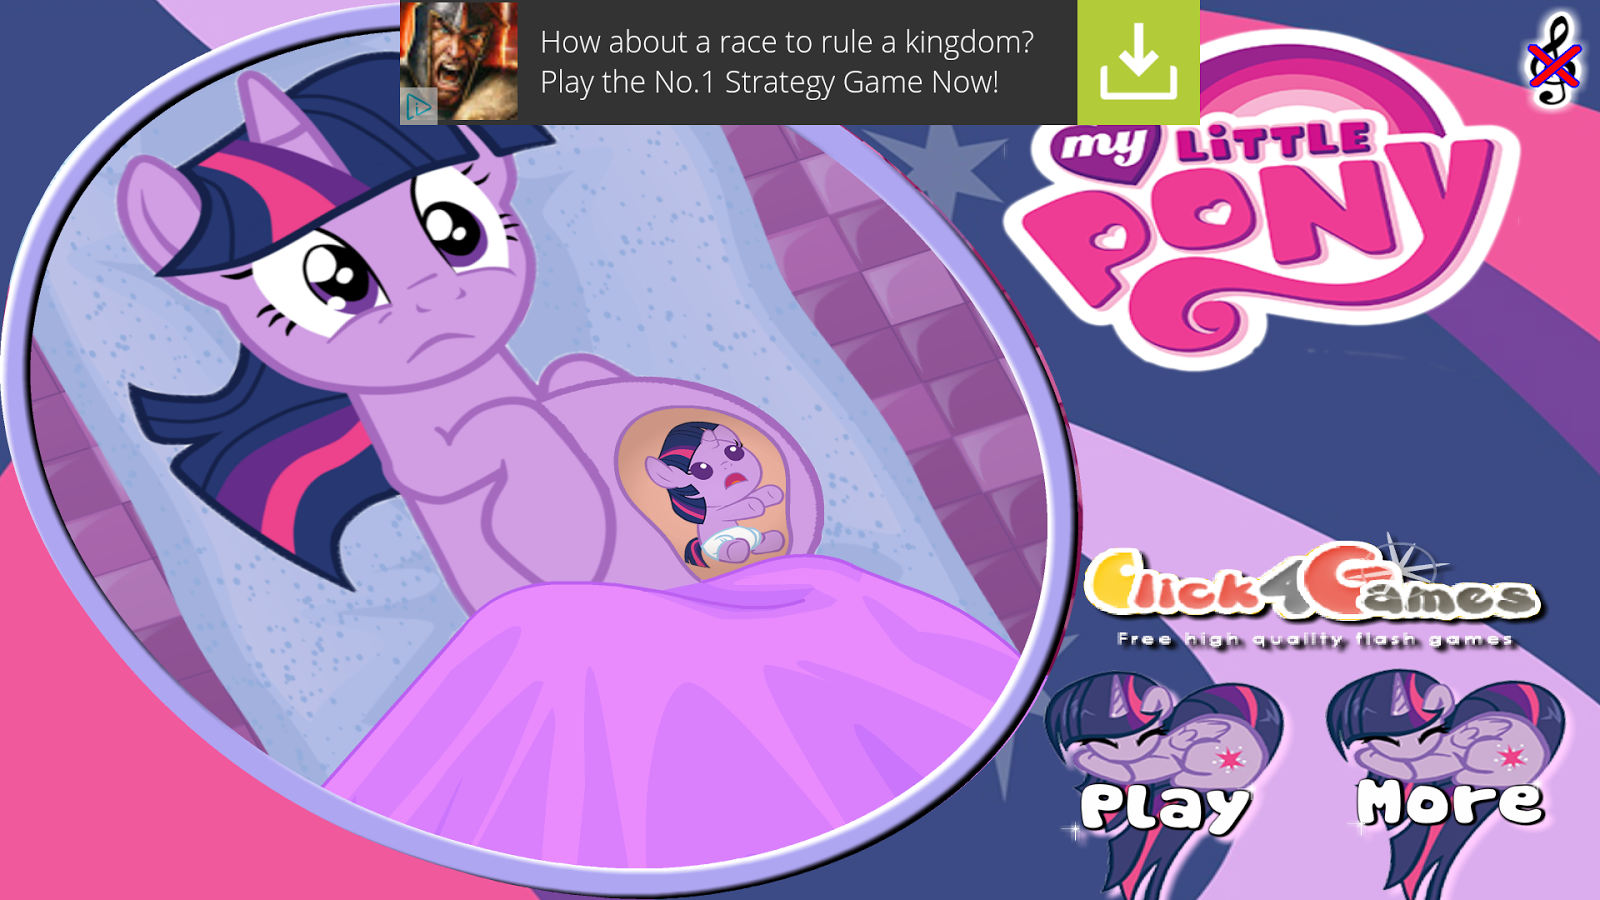 How about a race to rule a kingdom?
Play the No.1 Strategy Game Now!
my
LITTLE
PONY
Click4Games
Free high quality flash games
Play
More